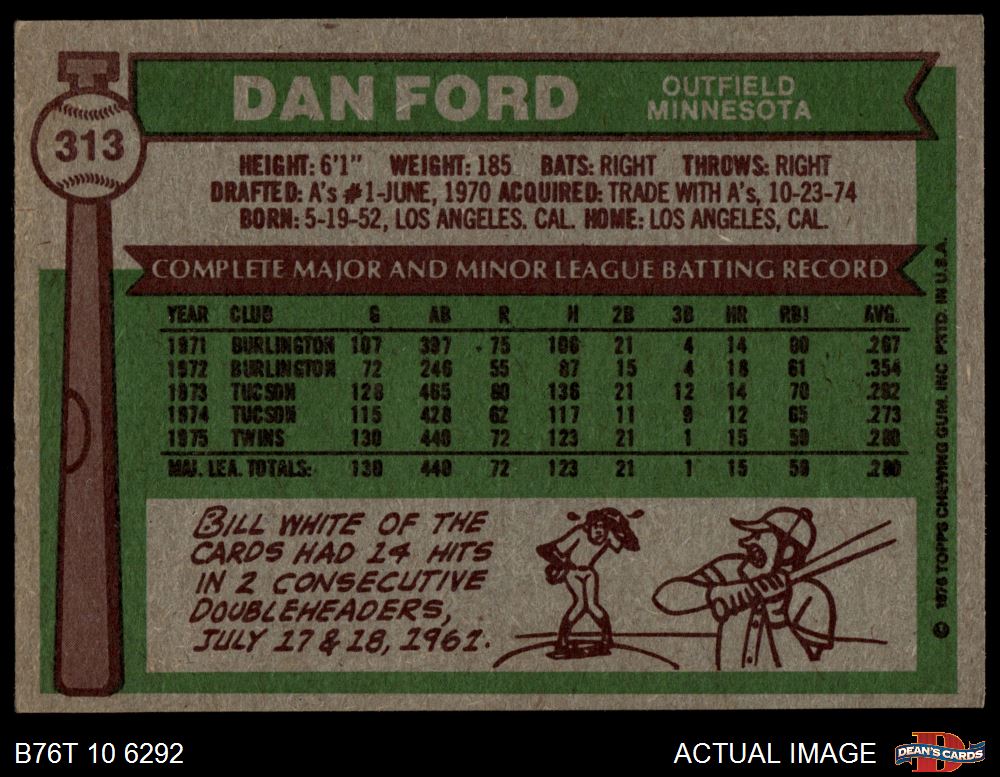 313
DAN FORD
OUTFIELD
MINNESOTA
HEIGHT: 6'1" WEIGHT: 185 BATS: RIGHT THROWS: RIGHT
DRAFTED: A's #1-JUNE, 1970 ACQUIRED: TRADE WITH A's, 10-23-74
BORN: 5-19-52, LOS ANGELES. CAL. HOME: LOS ANGELES, CAL.
COMPLETE MAJOR AND MINOR LEAGUE BATTING RECORD
YEAR CLUB G AB R H 2B 3B HR RBI AVG.
1971 BURLINGTON 107 397 75 106 21 4 14 80 .267
1972 BURLINGTON 72 246 55 87 15 4 18 61 .354
1973 TUCSON 128 465 80 136 21 12 14 70 .292
1974 TUCSON 115 428 62 117 11 9 12 65 .273
1975 TWINS 130 440 72 123 21 1 15 59 .280
MAJ. LEA. TOTALS: 130 440 72 123 21 1 15 59 .280
BILL WHITE OF THE
CARDS HAD 14 HITS
IN 2 CONSECUTIVE
DOUBLEHEADERS,
JULY 17 & 18, 1961.
© 1976 TOPPS CHEWING GUM, INC PRTD. IN U.S.A.
B76T 10 6292
ACTUAL IMAGE
D
DEAN'S CARDS